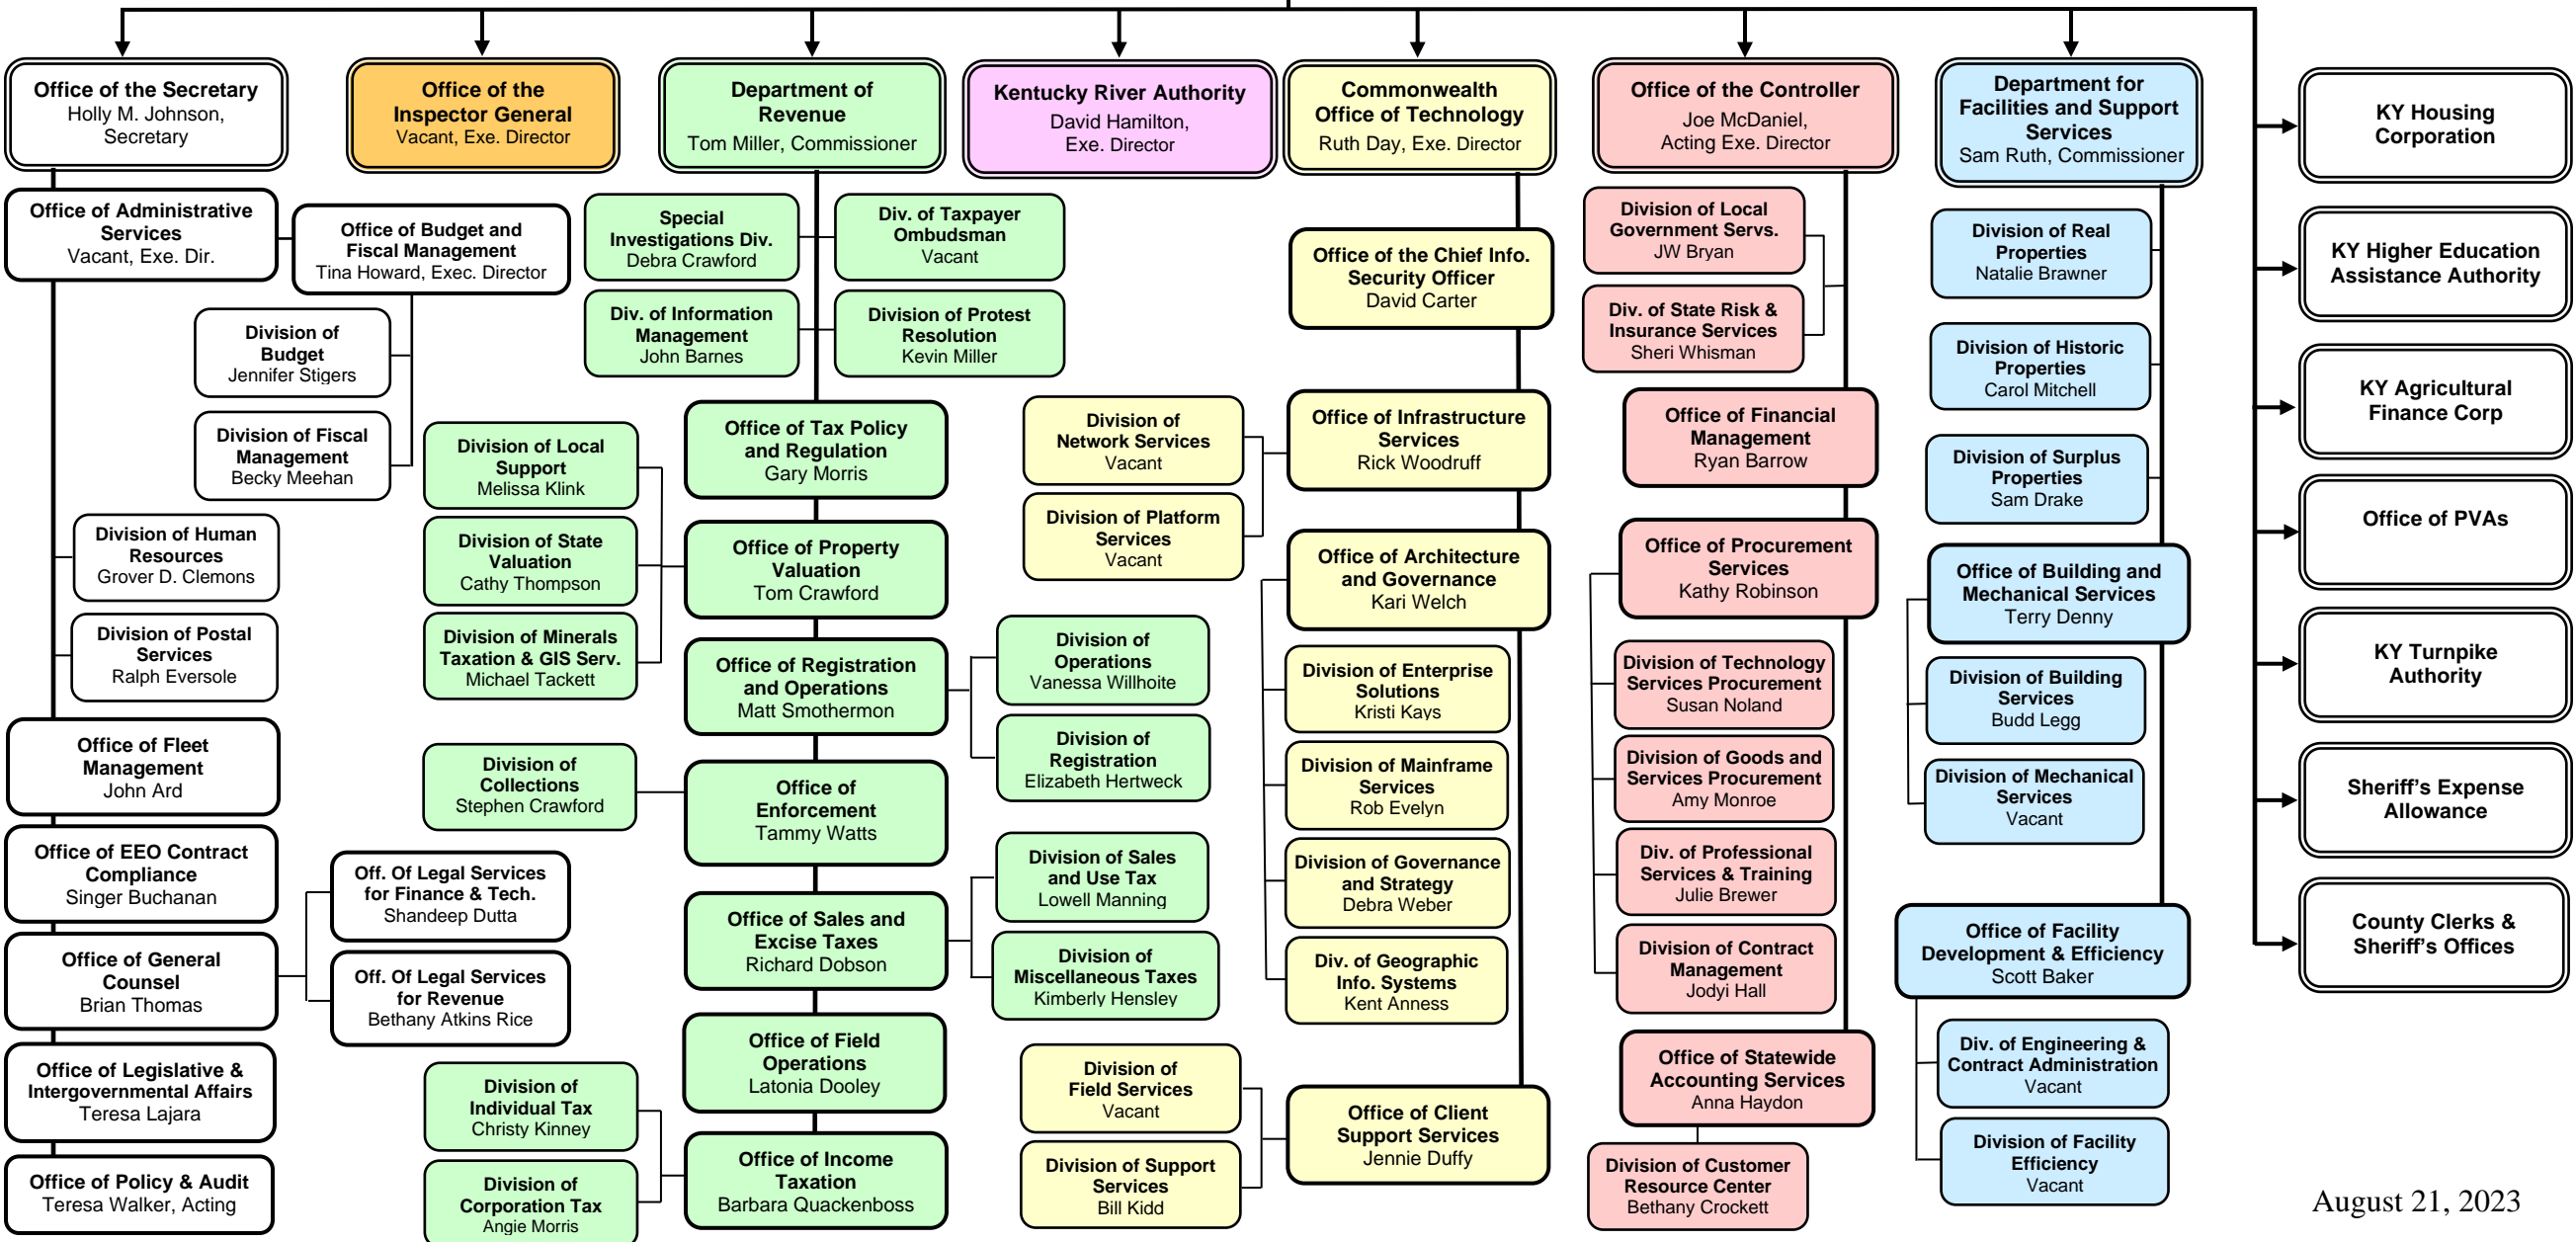 Office of the Secretary
Holly M. Johnson,
Secretary
Office of Administrative
Services
Vacant, Exe. Dir.
Office of Budget and
Fiscal Management
Tina Howard, Exec. Director
Division of
Budget
Jennifer Stigers
Division of Fiscal
Management
Becky Meehan
Division of Human
Resources
Grover D. Clemons
Division of Postal
Services
Ralph Eversole
Office of Fleet
Management
John Ard
Office of EEO Contract
Compliance
Singer Buchanan
Office of General
Counsel
Brian Thomas
Off. Of Legal Services
for Finance & Tech.
Shandeep Dutta
Off. Of Legal Services
for Revenue
Bethany Atkins Rice
Office of Legislative &
Intergovernmental Affairs
Teresa Lajara
Office of Policy & Audit
Teresa Walker, Acting
Office of the
Inspector General
Vacant, Exe. Director
Department of
Revenue
Tom Miller, Commissioner
Special
Investigations Div.
Debra Crawford
Div. of Taxpayer
Ombudsman
Vacant
Div. of Information
Management
John Barnes
Division of Protest
Resolution
Kevin Miller
Office of Tax Policy
and Regulation
Gary Morris
Division of Local
Support
Melissa Klink
Division of State
Valuation
Cathy Thompson
Division of Minerals
Taxation & GIS Serv.
Michael Tackett
Office of Property
Valuation
Tom Crawford
Office of Registration
and Operations
Matt Smothermon
Division of
Operations
Vanessa Willhoite
Division of
Registration
Elizabeth Hertweck
Division of
Collections
Stephen Crawford
Office of
Enforcement
Tammy Watts
Office of Sales and
Excise Taxes
Richard Dobson
Division of Sales
and Use Tax
Lowell Manning
Division of
Miscellaneous Taxes
Kimberly Hensley
Office of Field
Operations
Latonia Dooley
Division of
Individual Tax
Christy Kinney
Division of
Corporation Tax
Angie Morris
Office of Income
Taxation
Barbara Quackenboss
Kentucky River Authority
David Hamilton,
Exe. Director
Commonwealth
Office of Technology
Ruth Day, Exe. Director
Office of the Chief Info.
Security Officer
David Carter
Division of
Network Services
Vacant
Division of Platform
Services
Vacant
Office of Infrastructure
Services
Rick Woodruff
Office of Architecture
and Governance
Kari Welch
Division of Enterprise
Solutions
Kristi Kays
Division of Mainframe
Services
Rob Evelyn
Division of Governance
and Strategy
Debra Weber
Div. of Geographic
Info. Systems
Kent Anness
Division of
Field Services
Vacant
Division of Support
Services
Bill Kidd
Office of Client
Support Services
Jennie Duffy
Office of the Controller
Joe McDaniel,
Acting Exe. Director
Division of Local
Government Servs.
JW Bryan
Div. of State Risk &
Insurance Services
Sheri Whisman
Office of Financial
Management
Ryan Barrow
Office of Procurement
Services
Kathy Robinson
Division of Technology
Services Procurement
Susan Noland
Division of Goods and
Services Procurement
Amy Monroe
Div. of Professional
Services & Training
Julie Brewer
Division of Contract
Management
Jodyi Hall
Office of Statewide
Accounting Services
Anna Haydon
Division of Customer
Resource Center
Bethany Crockett
Department for
Facilities and Support
Services
Sam Ruth, Commissioner
Division of Real
Properties
Natalie Brawner
Division of Historic
Properties
Carol Mitchell
Division of Surplus
Properties
Sam Drake
Office of Building and
Mechanical Services
Terry Denny
Division of Building
Services
Budd Legg
Division of Mechanical
Services
Vacant
Office of Facility
Development & Efficiency
Scott Baker
Div. of Engineering &
Contract Administration
Vacant
Division of Facility
Efficiency
Vacant
KY Housing
Corporation
KY Higher Education
Assistance Authority
KY Agricultural
Finance Corp
Office of PVAs
KY Turnpike
Authority
Sheriff’s Expense
Allowance
County Clerks &
Sheriff’s Offices
August 21, 2023